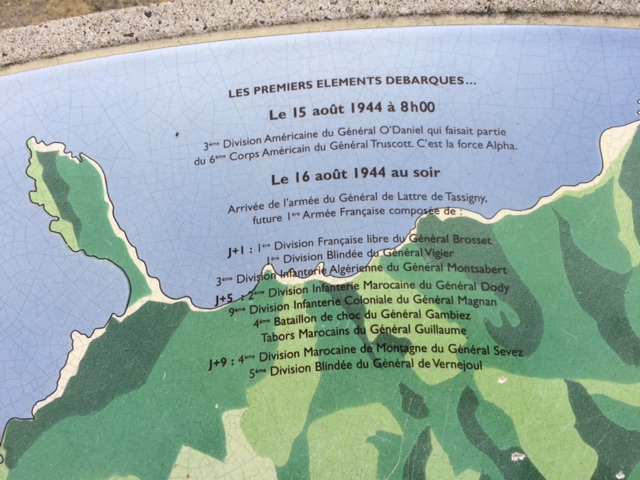 LES PREMIERS ELEMENTS DEBARQUES...
Le 15 août 1944 à 8h00
3ème Division Américaine du Général O'Daniel qui faisait partie
du 6ème Corps Américain du Général Truscott. C'est la force Alpha.
Le 16 août 1944 au soir
Arrivée de l'armée du Général de Lattre de Tassigny,
future 1ère Armée Française composée de :
J+1 : 1ère Division Française libre du Général Brosset
1ère Division Blindée du Général Vigier
3ème Division Infanterie Algérienne du Général Montsabert
J+5 : 2ème Division Infanterie Marocaine du Général Dody
9ème Division Infanterie Coloniale du Général Magnan
4ème Bataillon de choc du Général Gambiez
Tabors Marocains du Général Guillaume
J+9 : 4ème Division Marocaine de Montagne du Général Sevez
5ème Division Blindée du Général de Vernejoul